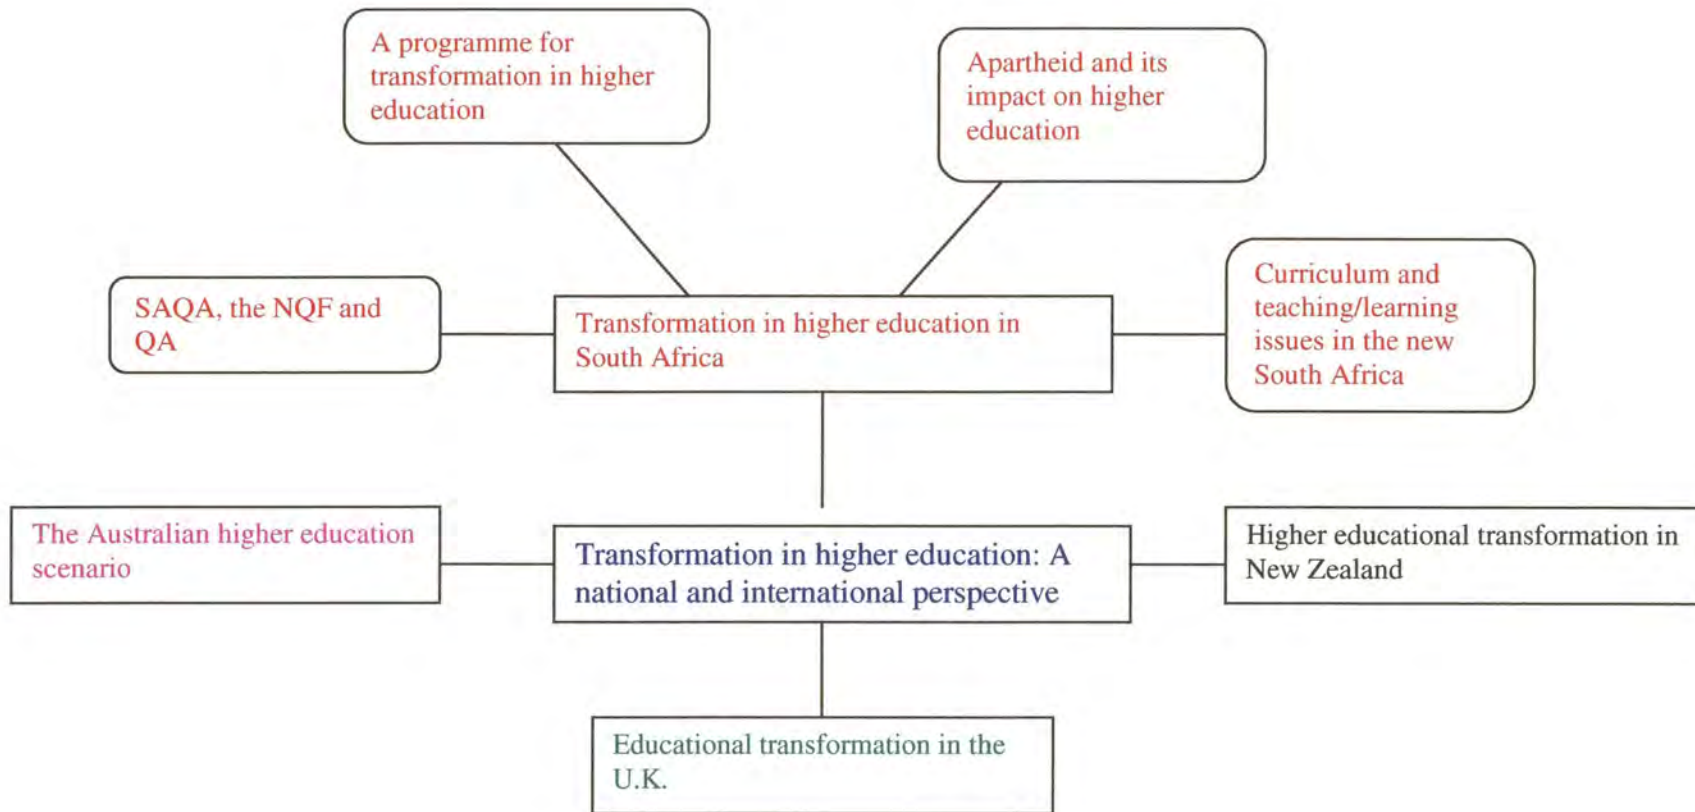 A programme for
transformation in higher
education
Apartheid and its
impact on higher
education
SAQA, the NQF and
QA
Transformation in higher education in
South Africa
Curriculum and
teaching/learning
issues in the new
South Africa
The Australian higher education
scenario
Transformation in higher education: A
national and international perspective
Higher educational transformation in
New Zealand
Educational transformation in the
U.K.